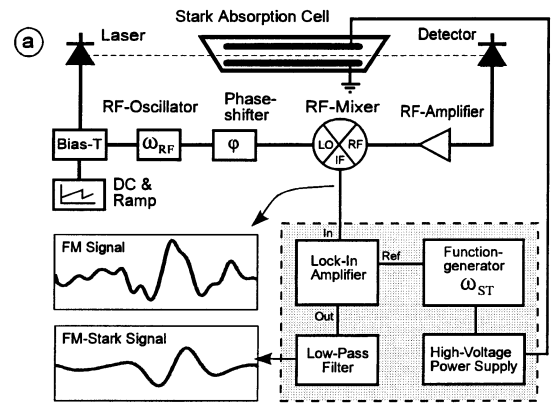 Stark Absorption Cell
a
Laser
Detector
RF-Oscillator
Phase-
shifter
RF-Mixer
RF-Amplifier
Bias-T
ωRF
φ
LO
RF
IF
DC &
Ramp
In
FM Signal
Lock-In
Amplifier
Ref
Function-
generator
ωST
Out
FM-Stark Signal
Low-Pass
Filter
High-Voltage
Power Supply